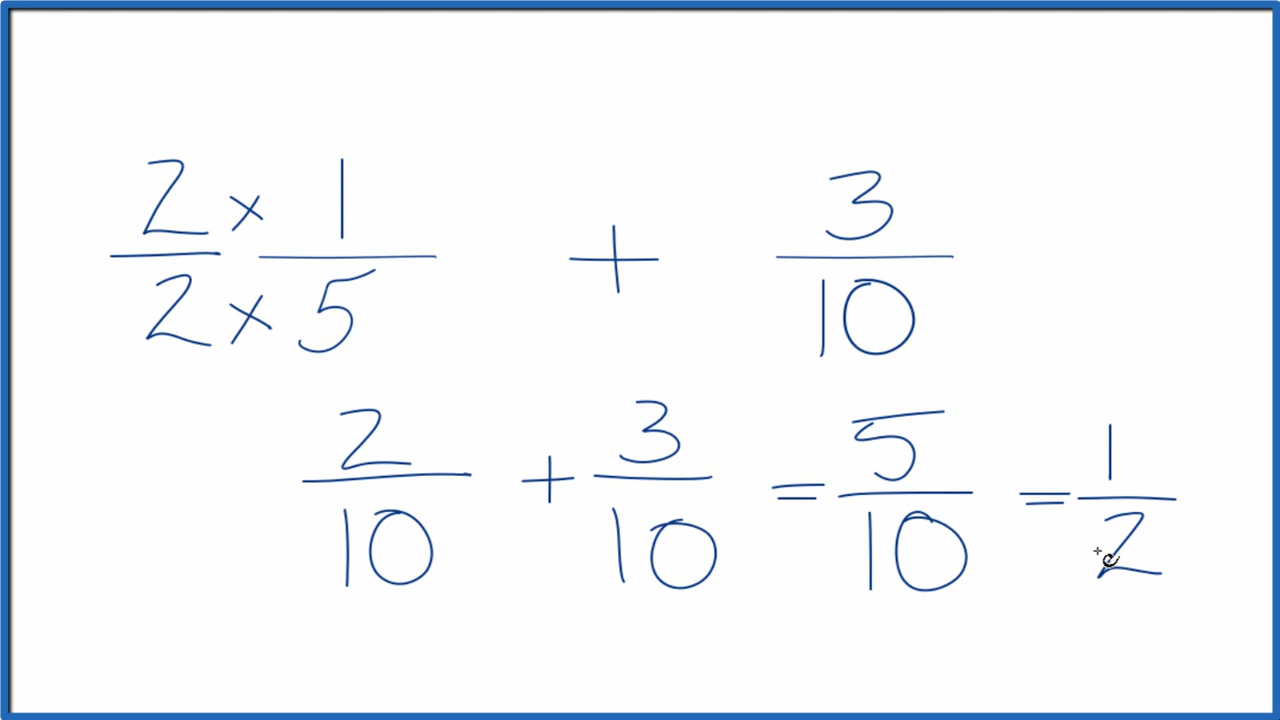 2/2 × 1/5 + 3/10
2/10 + 3/10 = 5/10 = 1/2